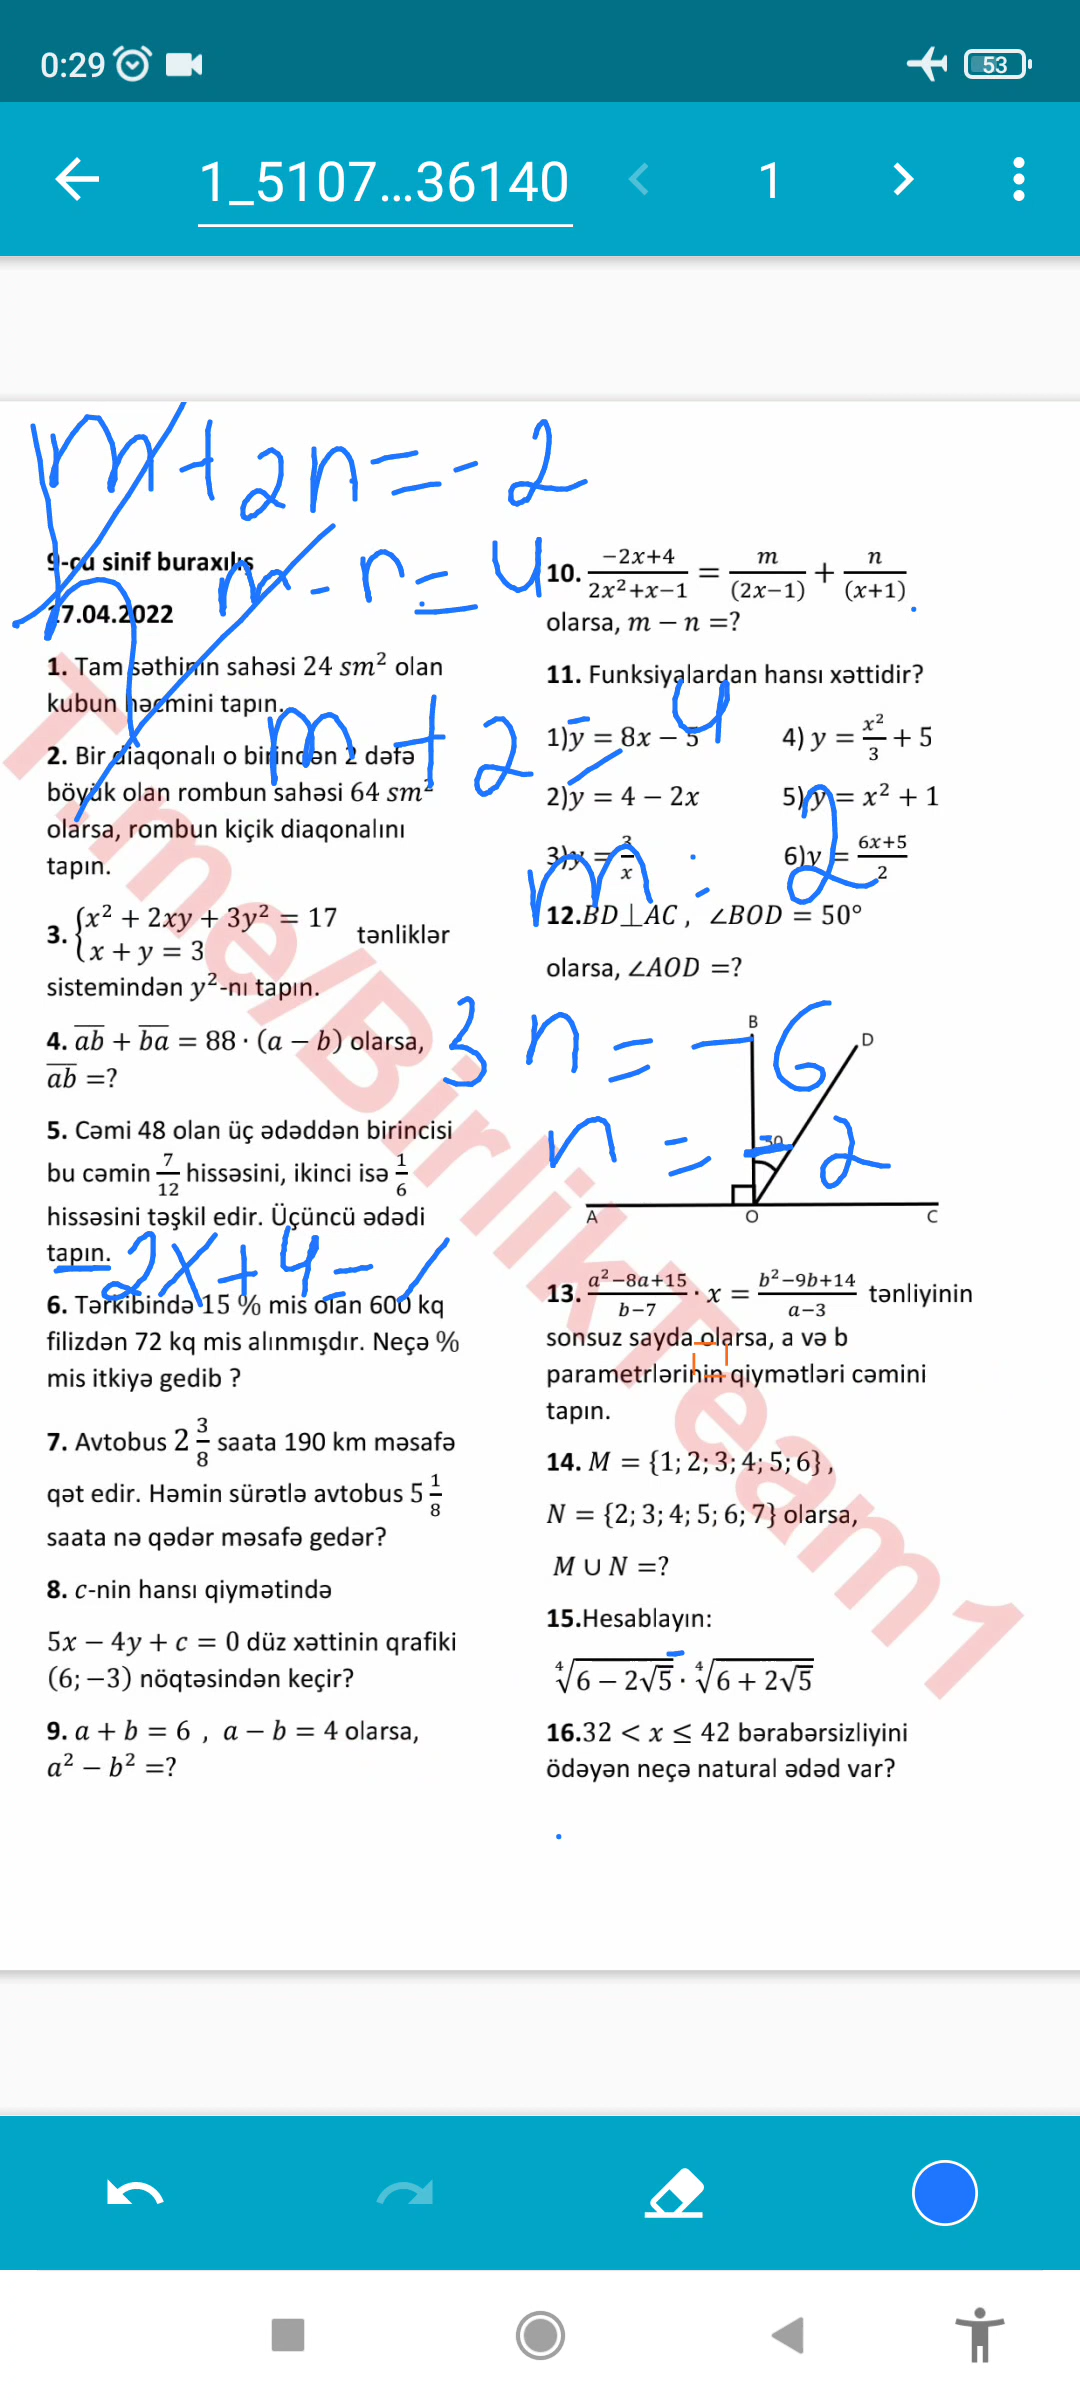 0:29
53
1_5107...36140
1
m + 2n = - 2
m - n = 4
9-cu sinif buraxılış
17.04.2022
1. Tam səthinin sahəsi 24 sm² olan
kubun həcmini tapın.
m + 2 = 4
2. Bir diaqonalı o birindən 2 dəfə
böyük olan rombun sahəsi 64 sm²
olarsa, rombun kiçik diaqonalını
tapın.
m = 2
3. { x² + 2xy + 3y² = 17
x + y = 3 tənliklər
sistemindən y²-nı tapın.
3n = - 6
4. ab + ba = 88 · (a − b) olarsa,
ab =?
n = - 2
5. Cəmi 48 olan üç ədəddən birincisi
bu cəmin 7/12 hissəsini, ikinci isə 1/6
hissəsini təşkil edir. Üçüncü ədədi
tapın.
-2x + 4 -
6. Tərkibində 15 % mis olan 600 kq
filizdən 72 kq mis alınmışdır. Neçə %
mis itkiyə gedib ?
7. Avtobus 2 3/8 saata 190 km məsafə
qət edir. Həmin sürətlə avtobus 5 1/8
saata nə qədər məsafə gedər?
8. c-nin hansı qiymətində
5x − 4y + c = 0 düz xəttinin qrafiki
(6; −3) nöqtəsindən keçir?
9. a + b = 6 , a − b = 4 olarsa,
a² − b² =?
10. −2x+4/2x²+x−1 = m/(2x−1) + n/(x+1)
olarsa, m − n =?
11. Funksiyalardan hansı xəttidir?
1)y = 8x − 5 4) y = x²/3 + 5
2)y = 4 − 2x 5)y = x² + 1
3)y = 3/x 6)y = 6x+5/2
12.BD⊥AC , ∠BOD = 50°
olarsa, ∠AOD =?
B
D
A O C
13. a²−8a+15/b−7 · x = b²−9b+14/a−3 tənliyinin
sonsuz sayda olarsa, a və b
parametrlərinin qiymətləri cəmini
tapın.
14. M = {1; 2; 3; 4; 5; 6} ,
N = {2; 3; 4; 5; 6; 7} olarsa,
M ∪ N =?
15.Hesablayın:
∜(6 − 2√5) · ∜(6 + 2√5)
16.32 < x ≤ 42 bərabərsizliyini
ödəyən neçə natural ədəd var?
T.me/BirlikTeam1